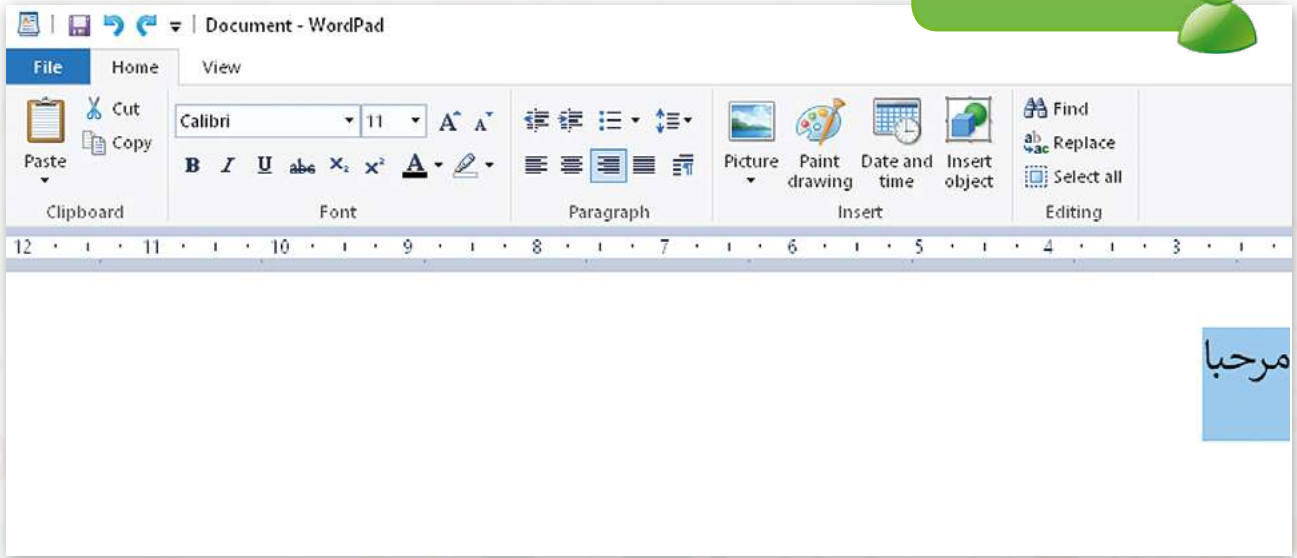 Document - WordPad
File Home View
Paste
Cut
Copy
Clipboard
Calibri 11 A A
B I U abc X₂ X² A
Font
Paragraph
Picture
Paint drawing
Date and time
Insert object
Insert
Find
Replace
Select all
Editing
12 11 10 9 8 7 6 5 4 3
مرحبا